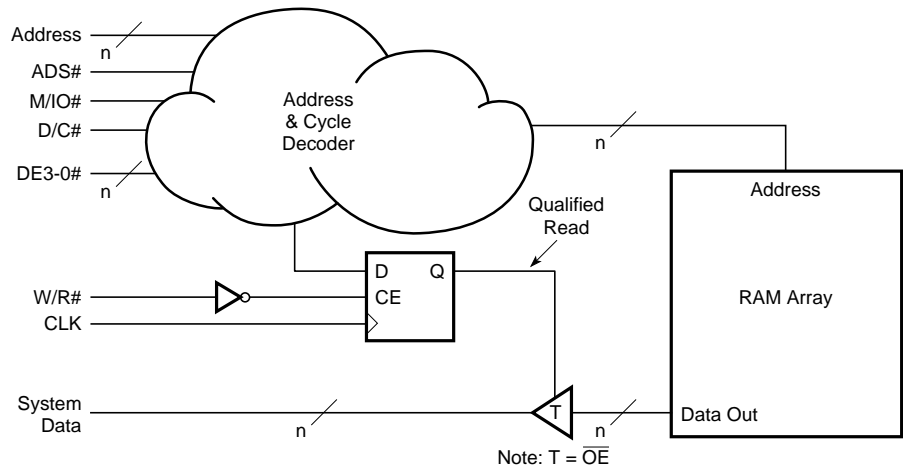 Address
n
ADS#
M/IO#
D/C#
DE3-0#
n
Address
& Cycle
Decoder
n
Address
RAM Array
Data Out
Qualified
Read
D Q
CE
W/R#
CLK
System
Data
n
T
n
Note: T = O̅E̅